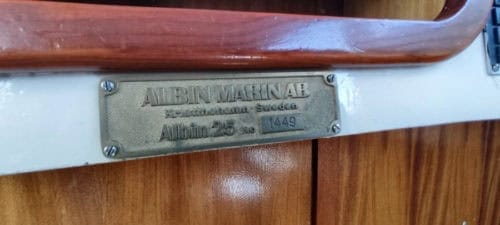 ALBIN MARIN AB
Kristinehamn - Sweden
Albin 25 No 1449